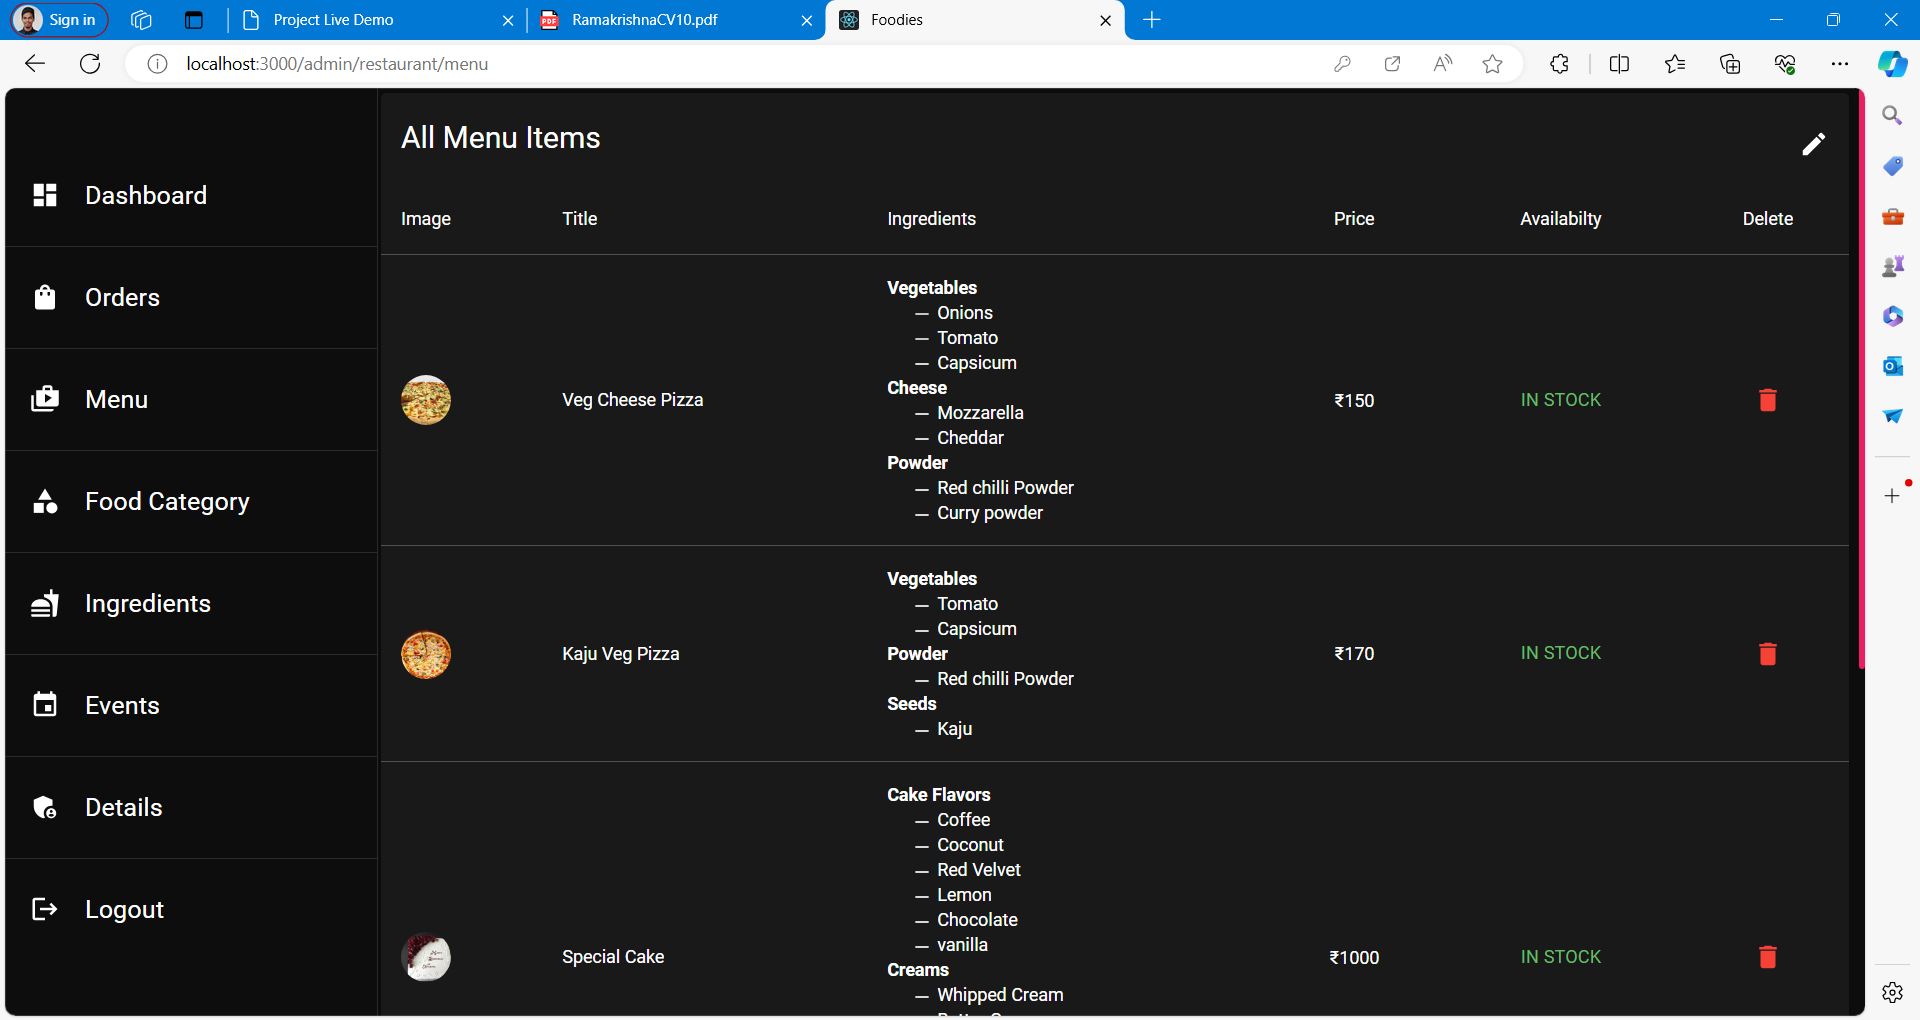 Sign in
Project Live Demo
RamakrishnaCV10.pdf
Foodies
localhost:3000/admin/restaurant/menu
Dashboard
Orders
Menu
Food Category
Ingredients
Events
Details
Logout
All Menu Items
Image Title Ingredients Price Availabilty Delete
Vegetables
— Onions
— Tomato
— Capsicum
Cheese
— Mozzarella
— Cheddar
Powder
— Red chilli Powder
— Curry powder
Veg Cheese Pizza
₹150
IN STOCK
Vegetables
— Tomato
— Capsicum
Powder
— Red chilli Powder
Seeds
— Kaju
Kaju Veg Pizza
₹170
IN STOCK
Cake Flavors
— Coffee
— Coconut
— Red Velvet
— Lemon
— Chocolate
— vanilla
Creams
— Whipped Cream
Special Cake
₹1000
IN STOCK